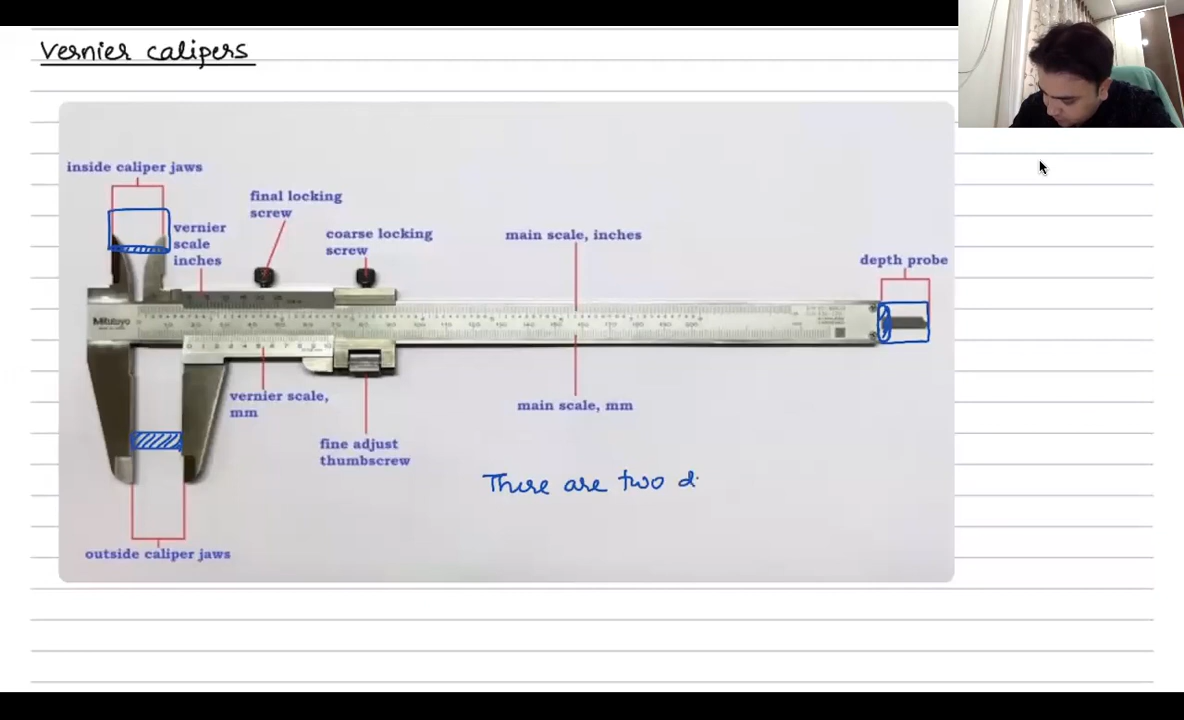 Vernier calipers
inside caliper jaws
final locking
screw
vernier
scale
inches
coarse locking
screw
main scale, inches
depth probe
Mitutoyo
vernier scale,
mm
main scale, mm
fine adjust
thumbscrew
There are two d
outside caliper jaws